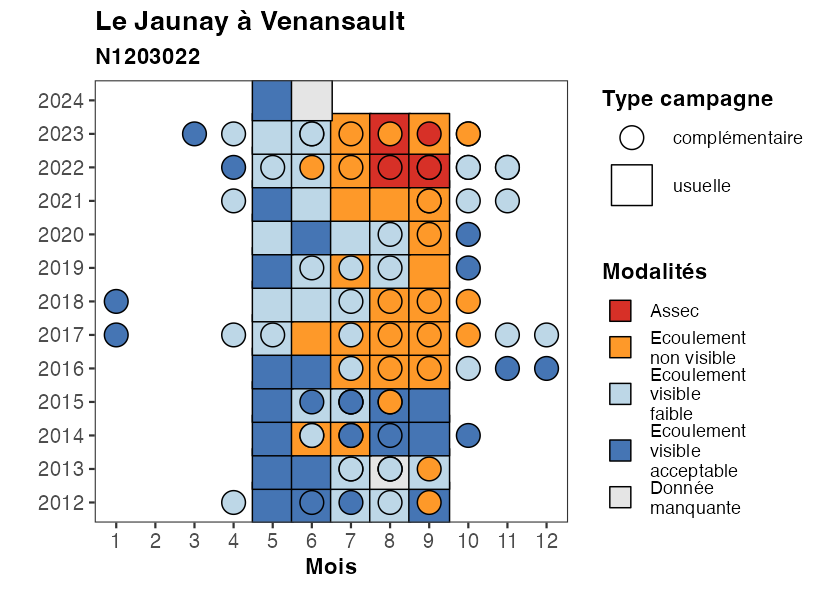 Le Jaunay à Venansault
N1203022
2024
2023
2022
2021
2020
2019
2018
2017
2016
2015
2014
2013
2012
1 2 3 4 5 6 7 8 9 10 11 12
Mois
Type campagne
complémentaire
usuelle
Modalités
Assec
Ecoulement
non visible
Ecoulement
visible
faible
Ecoulement
visible
acceptable
Donnée
manquante